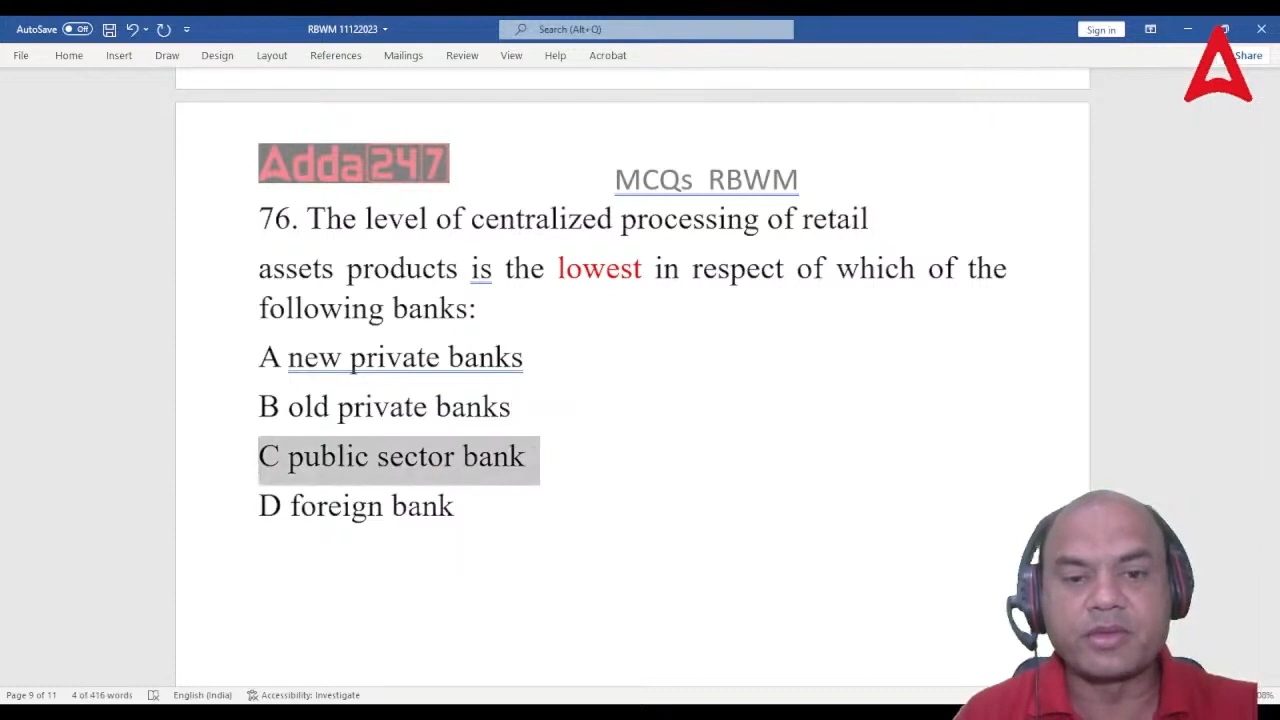 AutoSave Off RBWM 11122023 Search (Alt+Q) Sign in
File Home Insert Draw Design Layout References Mailings Review View Help Acrobat Share
Adda247
MCQs RBWM
76. The level of centralized processing of retail
assets products is the lowest in respect of which of the
following banks:
A new private banks
B old private banks
C public sector bank
D foreign bank
Page 9 of 11 4 of 416 words English (India) Accessibility: Investigate